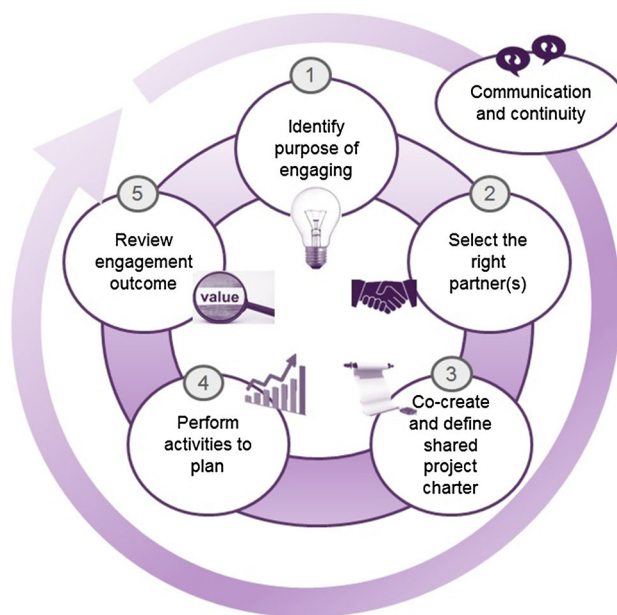 1
Identify
purpose of
engaging
Communication
and continuity
2
Select the
right
partner(s)
3
Co-create
and define
shared
project
charter
4
Perform
activities to
plan
5
Review
engagement
outcome
value